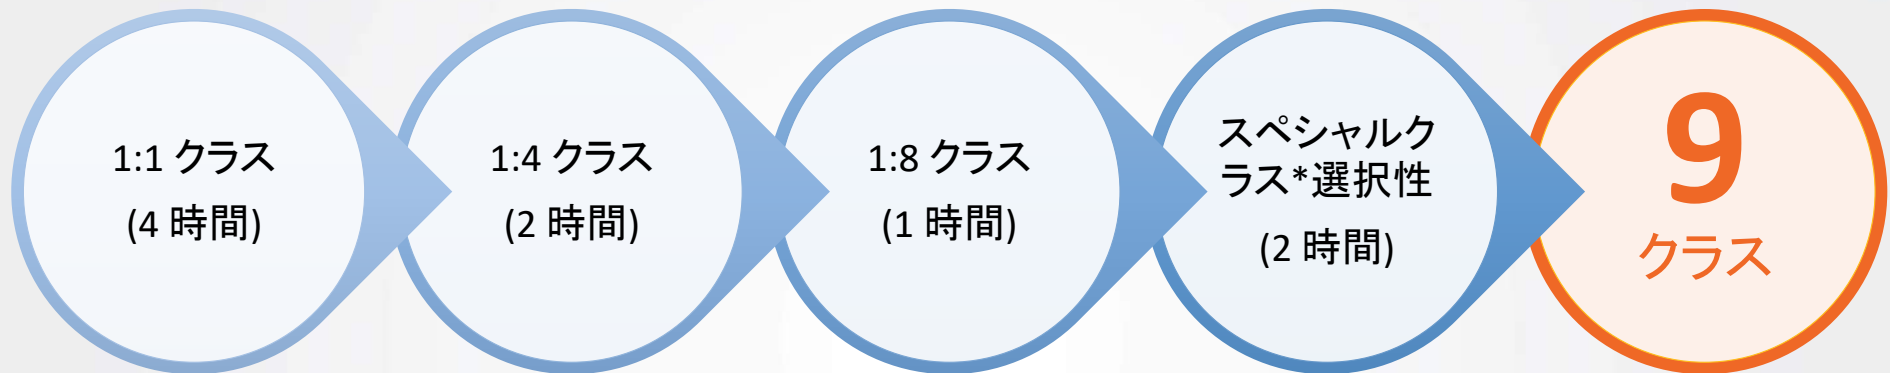 1:1 クラス
(4 時間)
1:4 クラス
(2 時間)
1:8 クラス
(1 時間)
スペシャルク
ラス*選択性
(2 時間)
9
クラス